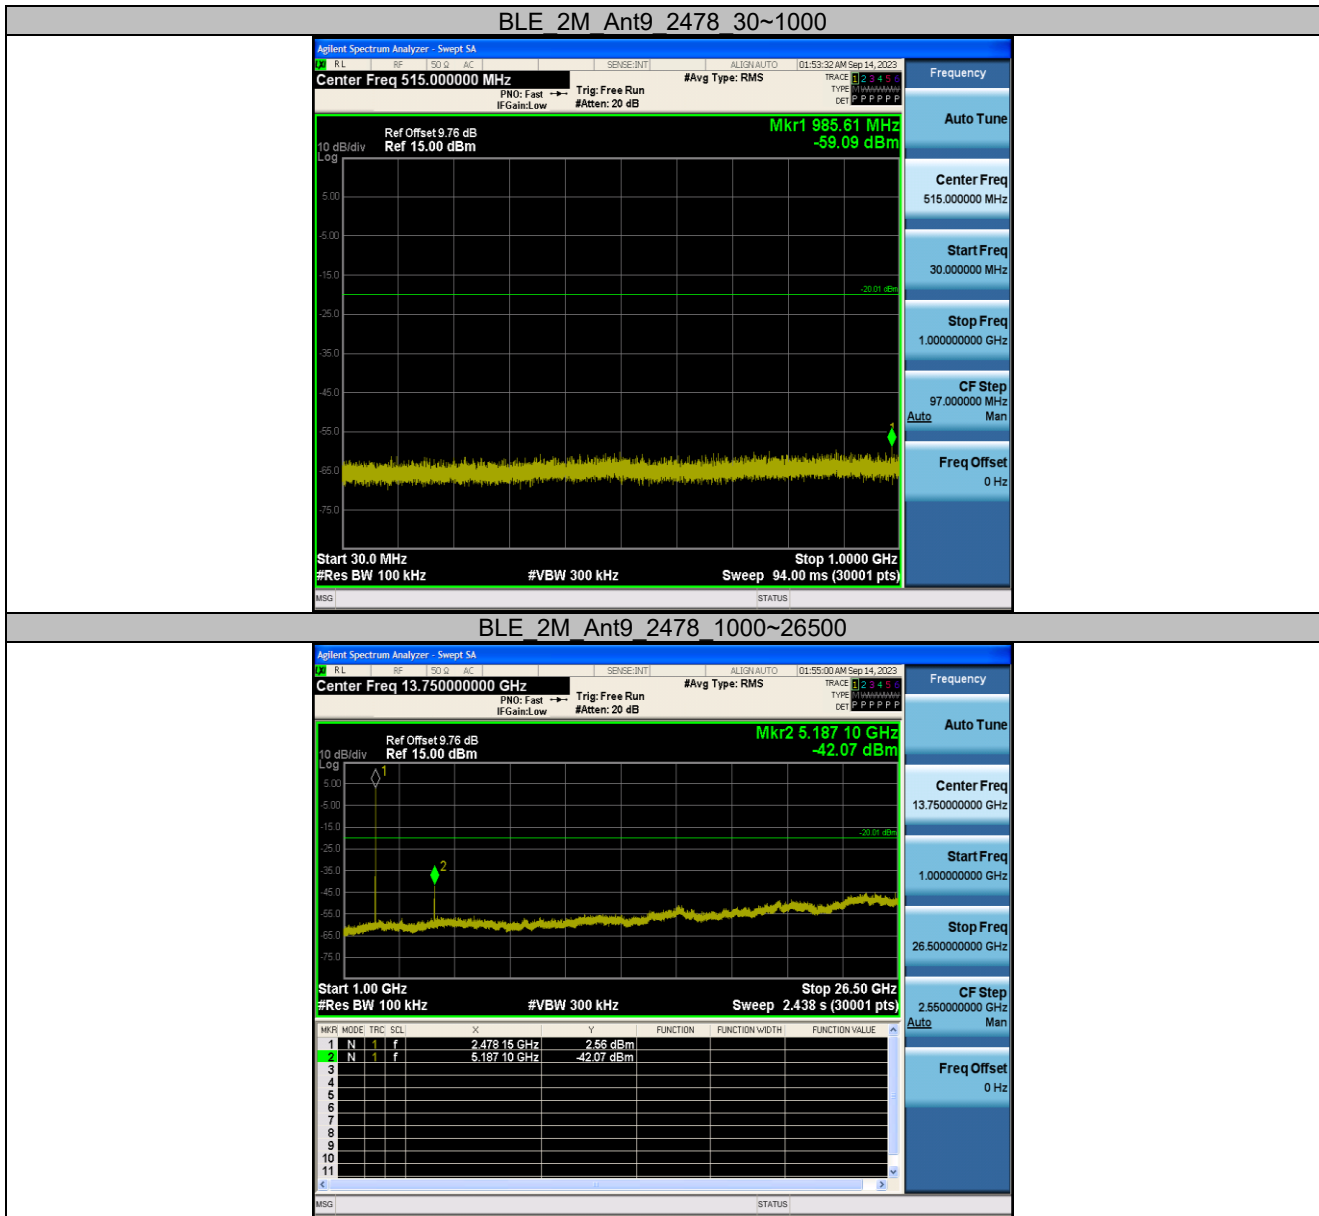 BLE_2M_Ant9_2478_30~1000
Agilent Spectrum Analyzer - Swept SA
RL RF 50 Ω AC SENSE:INT ALIGN AUTO 01:53:32 AM Sep 14, 2023
Center Freq 515.000000 MHz #Avg Type: RMS TRACE 1 2 3 4 5 6
PNO: Fast Trig: Free Run TYPE M
IFGain:Low #Atten: 20 dB DET P P P P P P
Frequency
Auto Tune
Center Freq
515.000000 MHz
Start Freq
30.000000 MHz
Stop Freq
1.000000000 GHz
CF Step
97.000000 MHz
Auto Man
Freq Offset
0 Hz
Mkr1 985.61 MHz
-59.09 dBm
Ref Offset 9.76 dB
10 dB/div Ref 15.00 dBm
Log
5.00
-5.00
-15.0
-20.01 dBm
-25.0
-35.0
-45.0
-55.0
1
-65.0
-75.0
Start 30.0 MHz Stop 1.0000 GHz
#Res BW 100 kHz #VBW 300 kHz Sweep 94.00 ms (30001 pts)
MSG STATUS
BLE_2M_Ant9_2478_1000~26500
Agilent Spectrum Analyzer - Swept SA
RL RF 50 Ω AC SENSE:INT ALIGN AUTO 01:55:00 AM Sep 14, 2023
Center Freq 13.750000000 GHz #Avg Type: RMS TRACE 1 2 3 4 5 6
PNO: Fast Trig: Free Run TYPE M
IFGain:Low #Atten: 20 dB DET P P P P P P
Frequency
Auto Tune
Center Freq
13.750000000 GHz
Start Freq
1.000000000 GHz
Stop Freq
26.500000000 GHz
CF Step
2.550000000 GHz
Auto Man
Freq Offset
0 Hz
Mkr2 5.187 10 GHz
-42.07 dBm
Ref Offset 9.76 dB
10 dB/div Ref 15.00 dBm
Log
1
5.00
-5.00
-15.0
-20.01 dBm
-25.0
2
-35.0
-45.0
-55.0
-65.0
-75.0
Start 1.00 GHz Stop 26.50 GHz
#Res BW 100 kHz #VBW 300 kHz Sweep 2.438 s (30001 pts)
MKR MODE TRC SCL X Y FUNCTION FUNCTION WIDTH FUNCTION VALUE
1 N 1 f 2.478 15 GHz 2.56 dBm
2 N 1 f 5.187 10 GHz -42.07 dBm
3
4
5
6
7
8
9
10
11
MSG STATUS